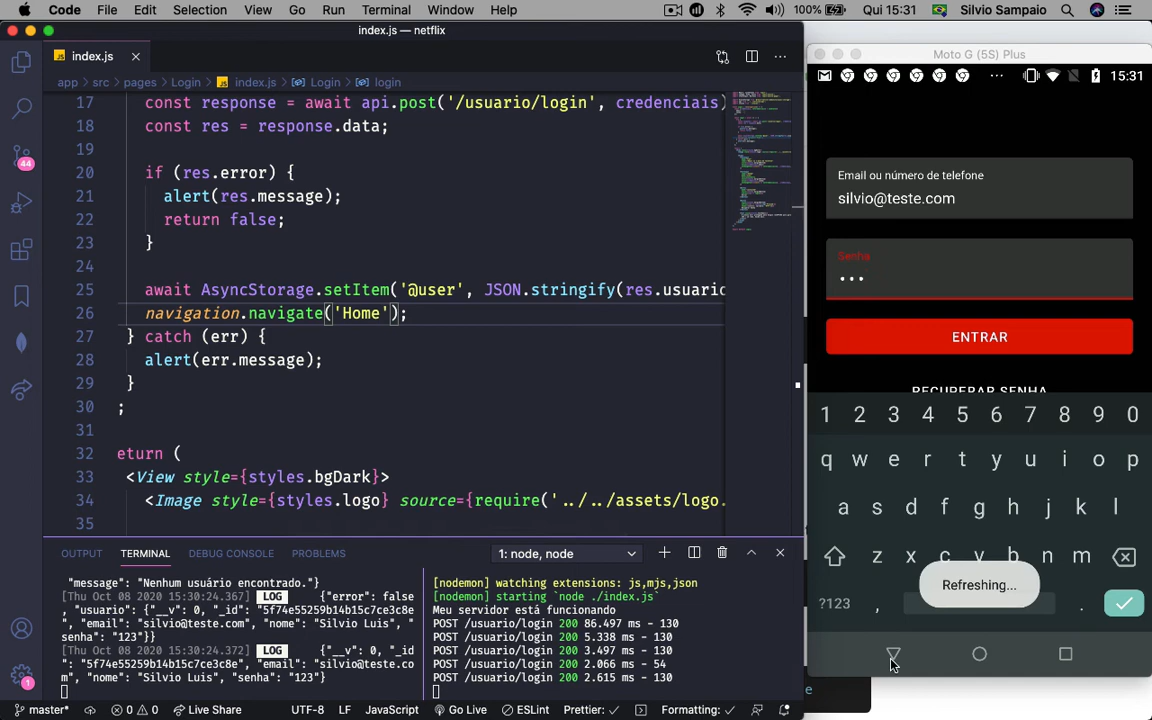 Code File Edit Selection View Go Run Terminal Window Help 100% Qui 15:31 Silvio Sampaio
index.js — netflix
index.js
app > src > pages > Login > index.js > Login > login
17 const response = await api.post('/usuario/login', credenciais)
18 const res = response.data;
19
20 if (res.error) {
21 alert(res.message);
22 return false;
23 }
24
25 await AsyncStorage.setItem('@user', JSON.stringify(res.usuario
26 navigation.navigate('Home');
27 } catch (err) {
28 alert(err.message);
29 }
30 ;
31
32 eturn (
33 <View style={styles.bgDark}>
34 <Image style={styles.logo} source={require('../../assets/logo.
35
44
1
OUTPUT TERMINAL DEBUG CONSOLE PROBLEMS 1: node, node
"message": "Nenhum usuário encontrado."}
[Thu Oct 08 2020 15:30:24.367] LOG {"error": false
, "usuario": {"__v": 0, "_id": "5f74e55259b14b15c7ce3c8e
", "email": "silvio@teste.com", "nome": "Silvio Luis", "
senha": "123"}}
[Thu Oct 08 2020 15:30:24.372] LOG {"__v": 0, "_id
": "5f74e55259b14b15c7ce3c8e", "email": "silvio@teste.co
m", "nome": "Silvio Luis", "senha": "123"}
[nodemon] watching extensions: js,mjs,json
[nodemon] starting `node ./index.js`
Meu servidor está funcionando
POST /usuario/login 200 86.497 ms - 130
POST /usuario/login 200 5.338 ms - 130
POST /usuario/login 200 3.497 ms - 130
POST /usuario/login 200 2.066 ms - 54
POST /usuario/login 200 2.615 ms - 130
master* 0 0 Live Share UTF-8 LF JavaScript Go Live ESLint Prettier: ✓ Formatting: ✓
Moto G (5S) Plus
15:31
Email ou número de telefone
silvio@teste.com
Senha
•••
ENTRAR
RECUPERAR SENHA
1 2 3 4 5 6 7 8 9 0
q w e r t y u i o p
a s d f g h j k l
z x c v b n m
Refreshing...
?123 , .
e